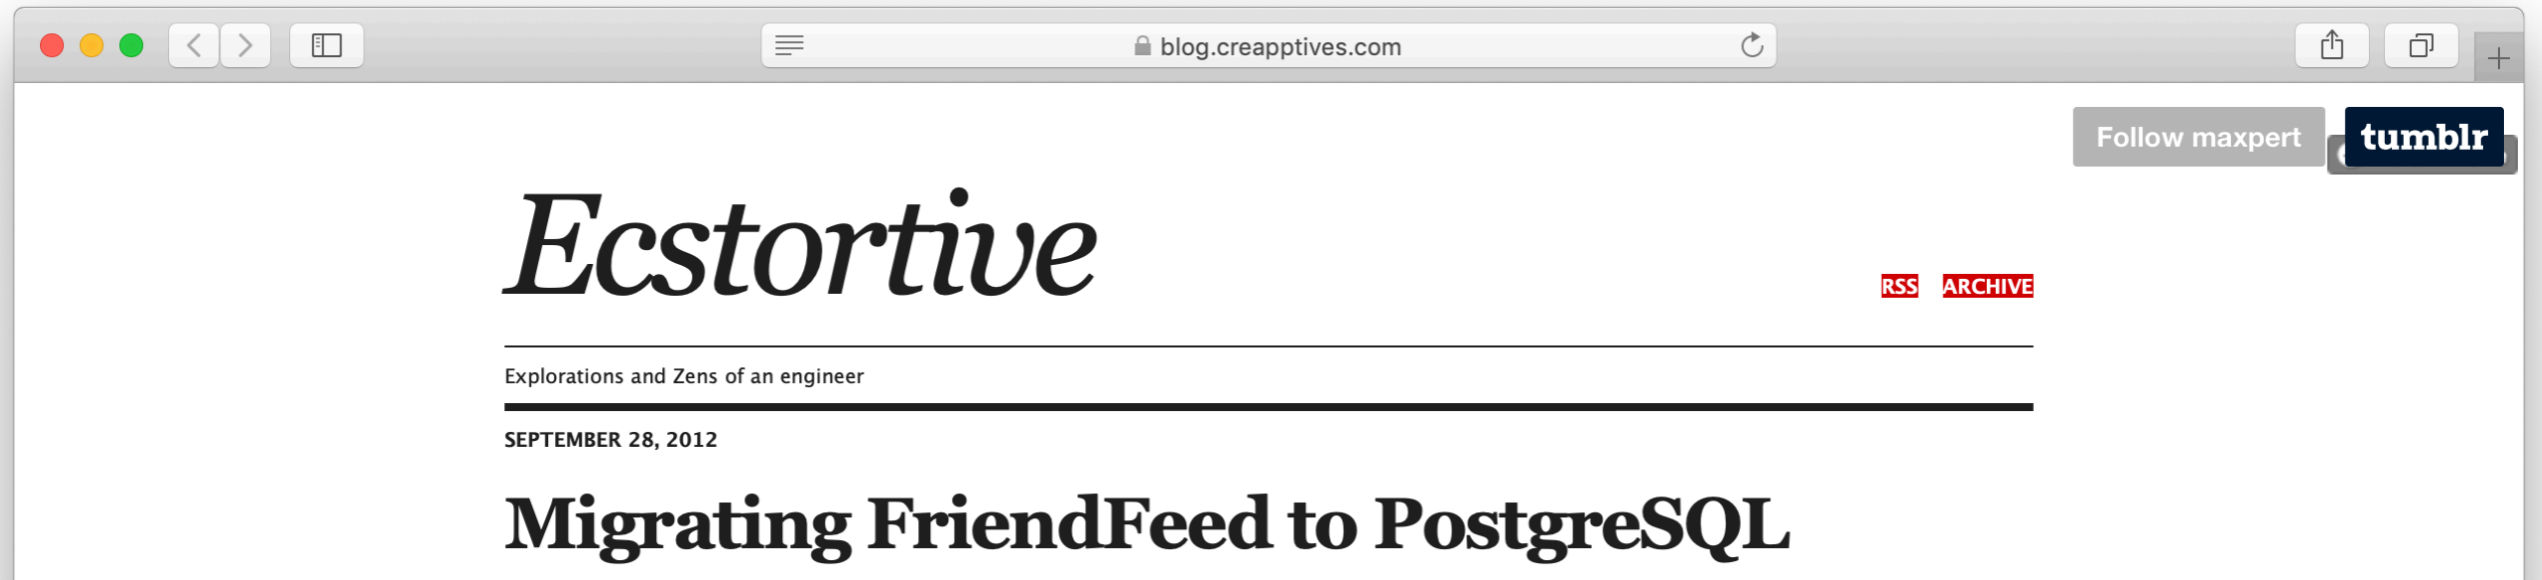 blog.creapptives.com
Follow maxpert
tumblr
Ecstortive
RSS ARCHIVE
Explorations and Zens of an engineer
SEPTEMBER 28, 2012
Migrating FriendFeed to PostgreSQL